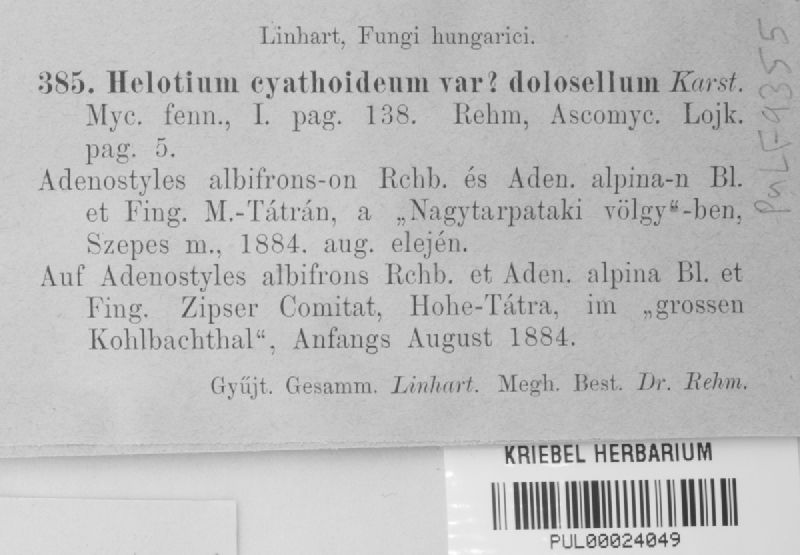 Linhart, Fungi hungarici.
385. Helotium cyathoideum var? dolosellum Karst.
Myc. fenn., I. pag. 138. Rehm, Ascomyc. Lojk.
pag. 5.
Adenostyles albifrons-on Rchb. és Aden. alpina-n Bl.
et Fing. M.-Tátrán, a „Nagytarpataki völgy“-ben,
Szepes m., 1884. aug. elején.
Auf Adenostyles albifrons Rchb. et Aden. alpina Bl. et
Fing. Zipser Comitat, Hohe-Tátra, im „grossen
Kohlbachthal“, Anfangs August 1884.
Gyűjt. Gesamm. Linhart. Megh. Best. Dr. Rehm.
PuLF9355
KRIEBEL HERBARIUM
PUL00024049